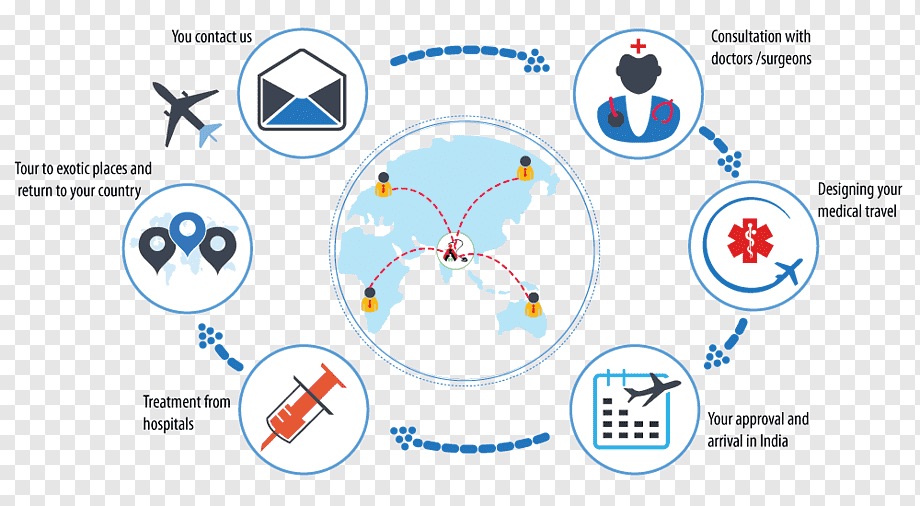 You contact us
Consultation with
doctors /surgeons
Designing your
medical travel
Your approval and
arrival in India
Treatment from
hospitals
Tour to exotic places and
return to your country